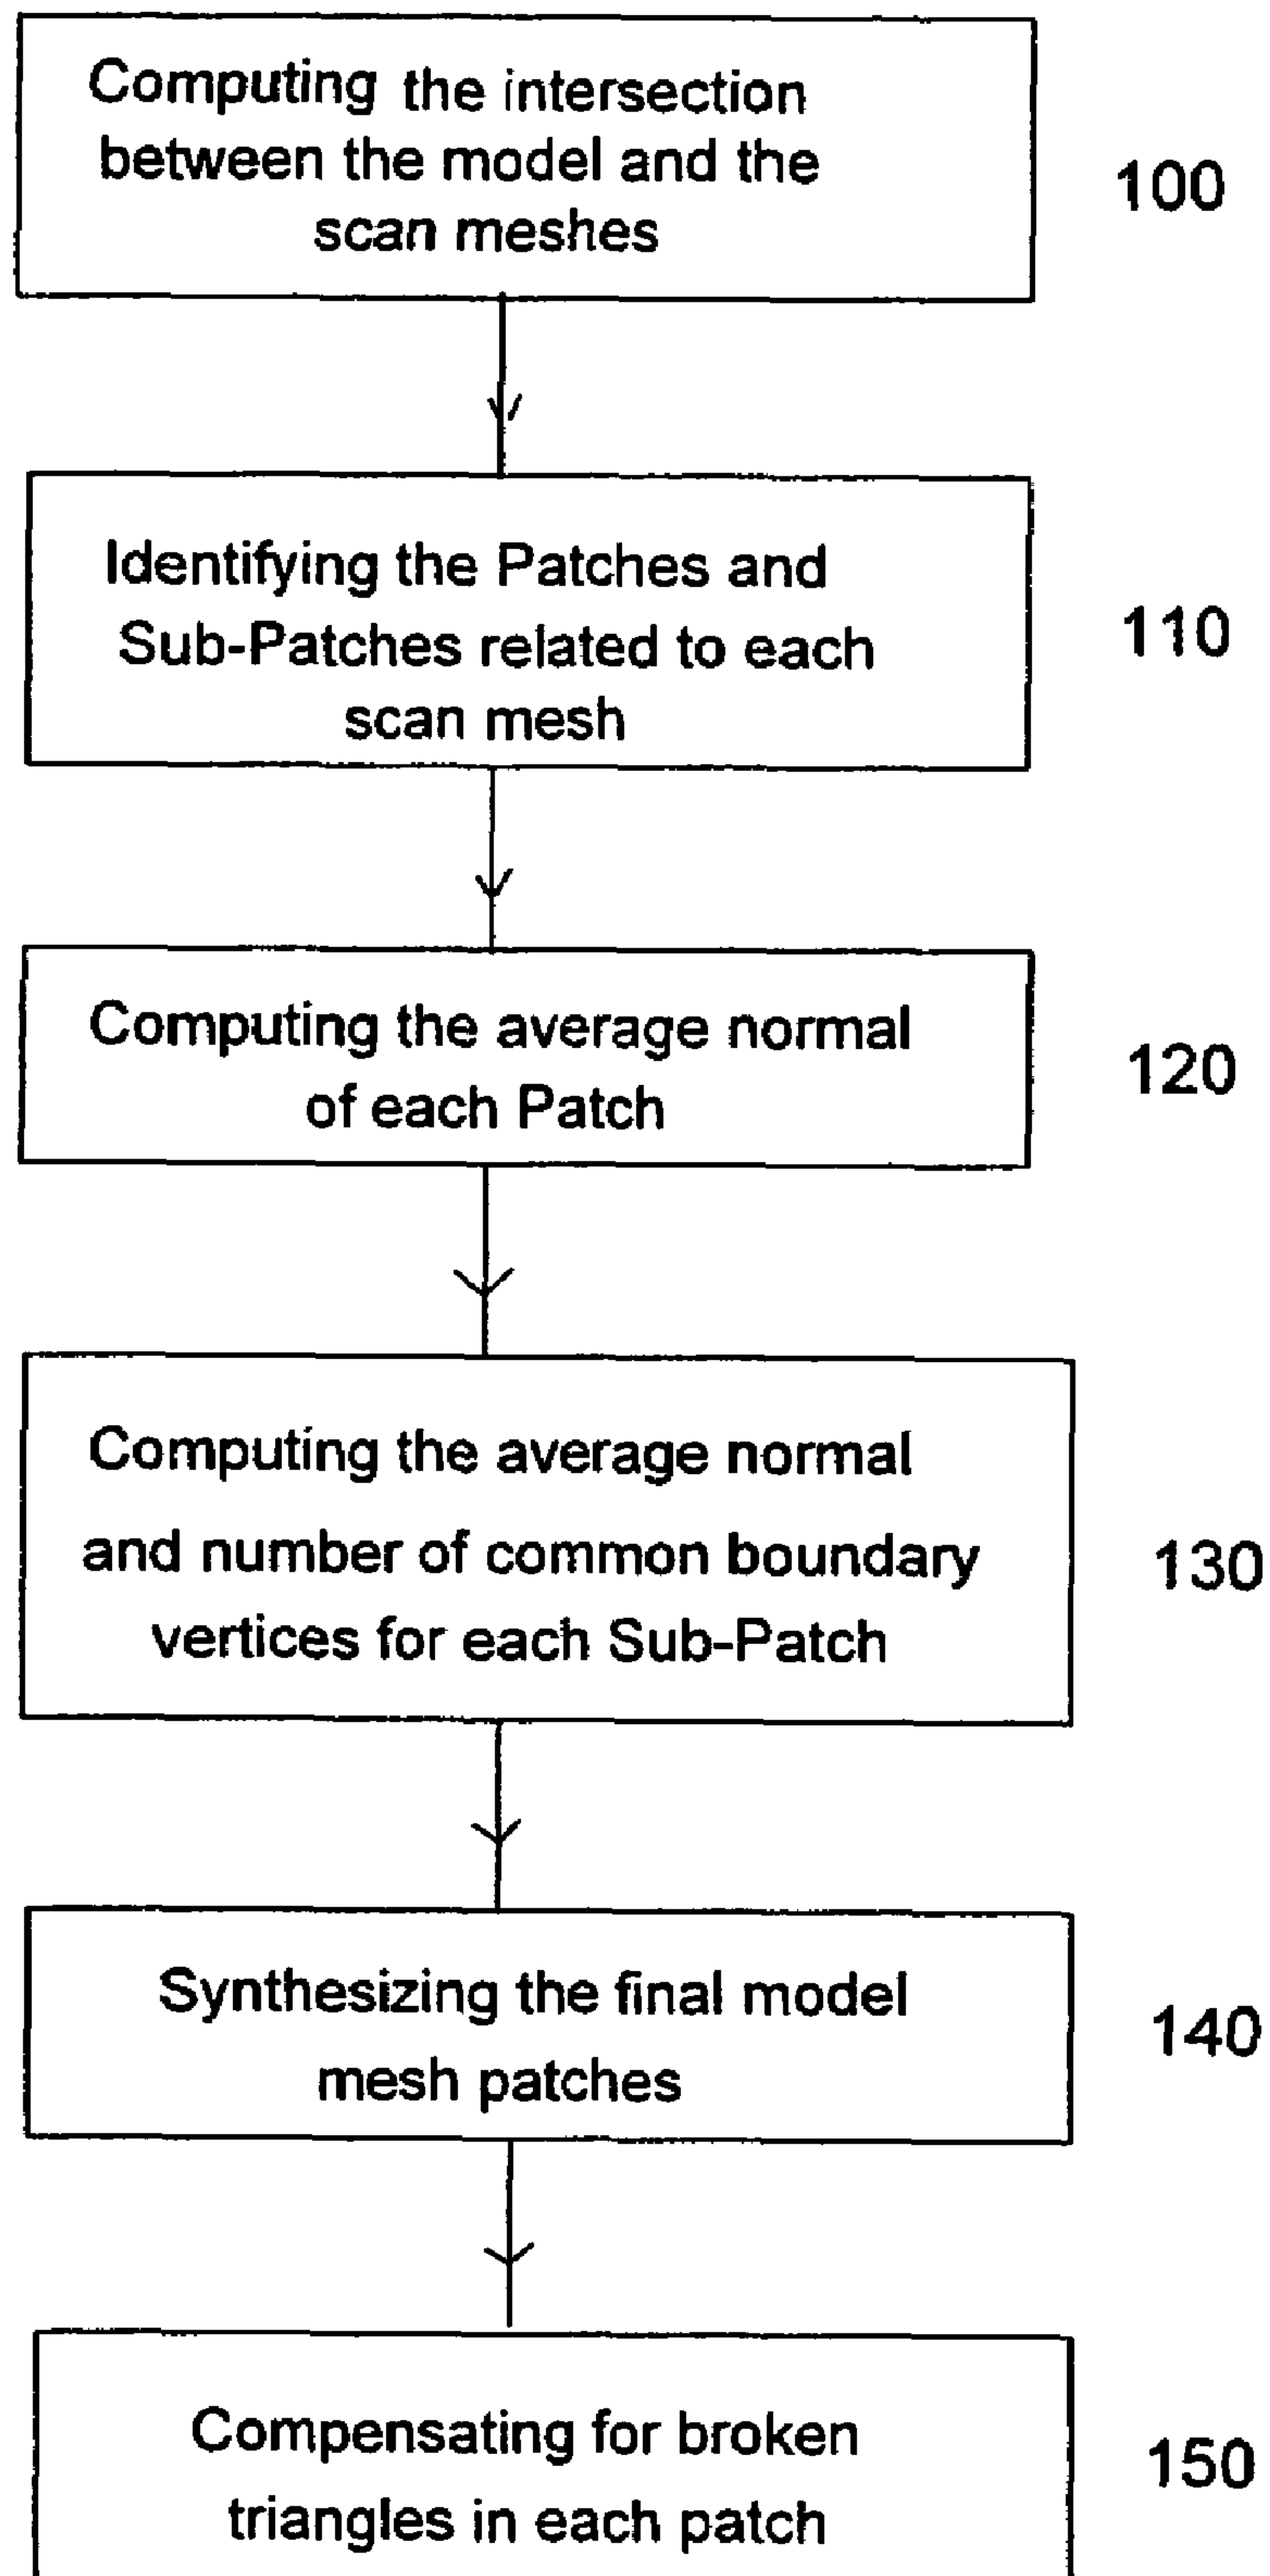 Computing the intersection
between the model and the
scan meshes
100
Identifying the Patches and
Sub-Patches related to each
scan mesh
110
Computing the average normal
of each Patch
120
Computing the average normal
and number of common boundary
vertices for each Sub-Patch
130
Synthesizing the final model
mesh patches
140
Compensating for broken
triangles in each patch
150